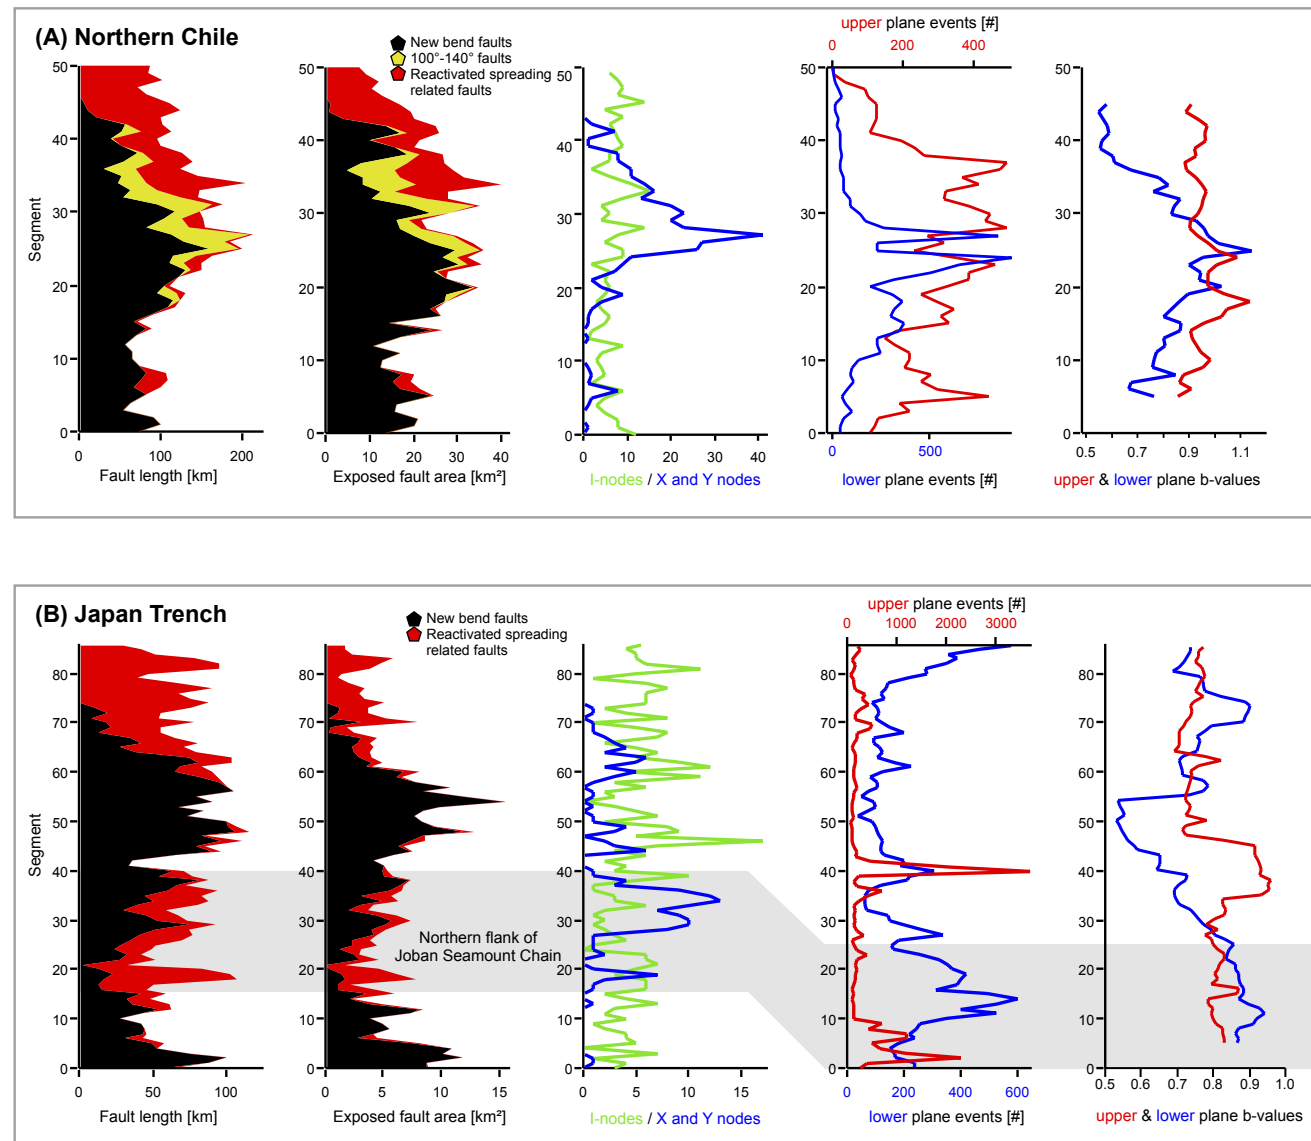 (A) Northern Chile
New bend faults
100°-140° faults
Reactivated spreading
related faults
upper plane events [#]
0 200 400
50
40
30
20
10
0
Segment
0 100 200
Fault length [km]
50
40
30
20
10
0
0 10 20 30 40
Exposed fault area [km²]
50
40
30
20
10
0
0 10 20 30 40
I-nodes / X and Y nodes
50
40
30
20
10
0
0 500
lower plane events [#]
50
40
30
20
10
0
0.5 0.7 0.9 1.1
upper & lower plane b-values
(B) Japan Trench
New bend faults
Reactivated spreading
related faults
upper plane events [#]
0 1000 2000 3000
80
70
60
50
40
30
20
10
0
Segment
0 50 100
Fault length [km]
80
70
60
50
40
30
20
10
0
0 5 10 15
Exposed fault area [km²]
Northern flank of
Joban Seamount Chain
80
70
60
50
40
30
20
10
0
0 5 10 15
I-nodes / X and Y nodes
80
70
60
50
40
30
20
10
0
0 200 400 600
lower plane events [#]
80
70
60
50
40
30
20
10
0
0.5 0.6 0.7 0.8 0.9 1.0
upper & lower plane b-values